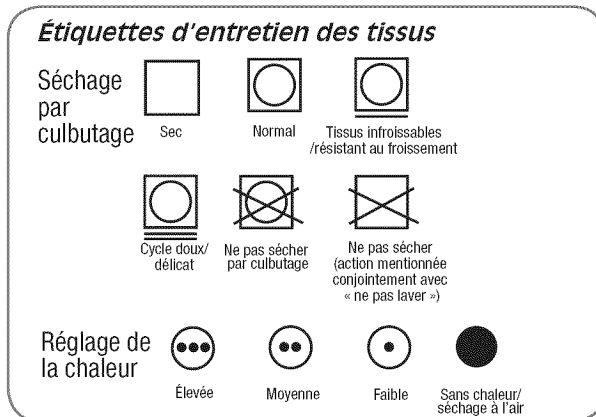 Étiquettes d'entretien des tissus
Séchage
par
culbutage
Sec
Normal
Tissus infroissables
/résistant au froissement
Cycle doux/
délicat
Ne pas sécher
par culbutage
Ne pas sécher
(action mentionnée
conjointement avec
« ne pas laver »)
Réglage de
la chaleur
Élevée
Moyenne
Faible
Sans chaleur/
séchage à l'air